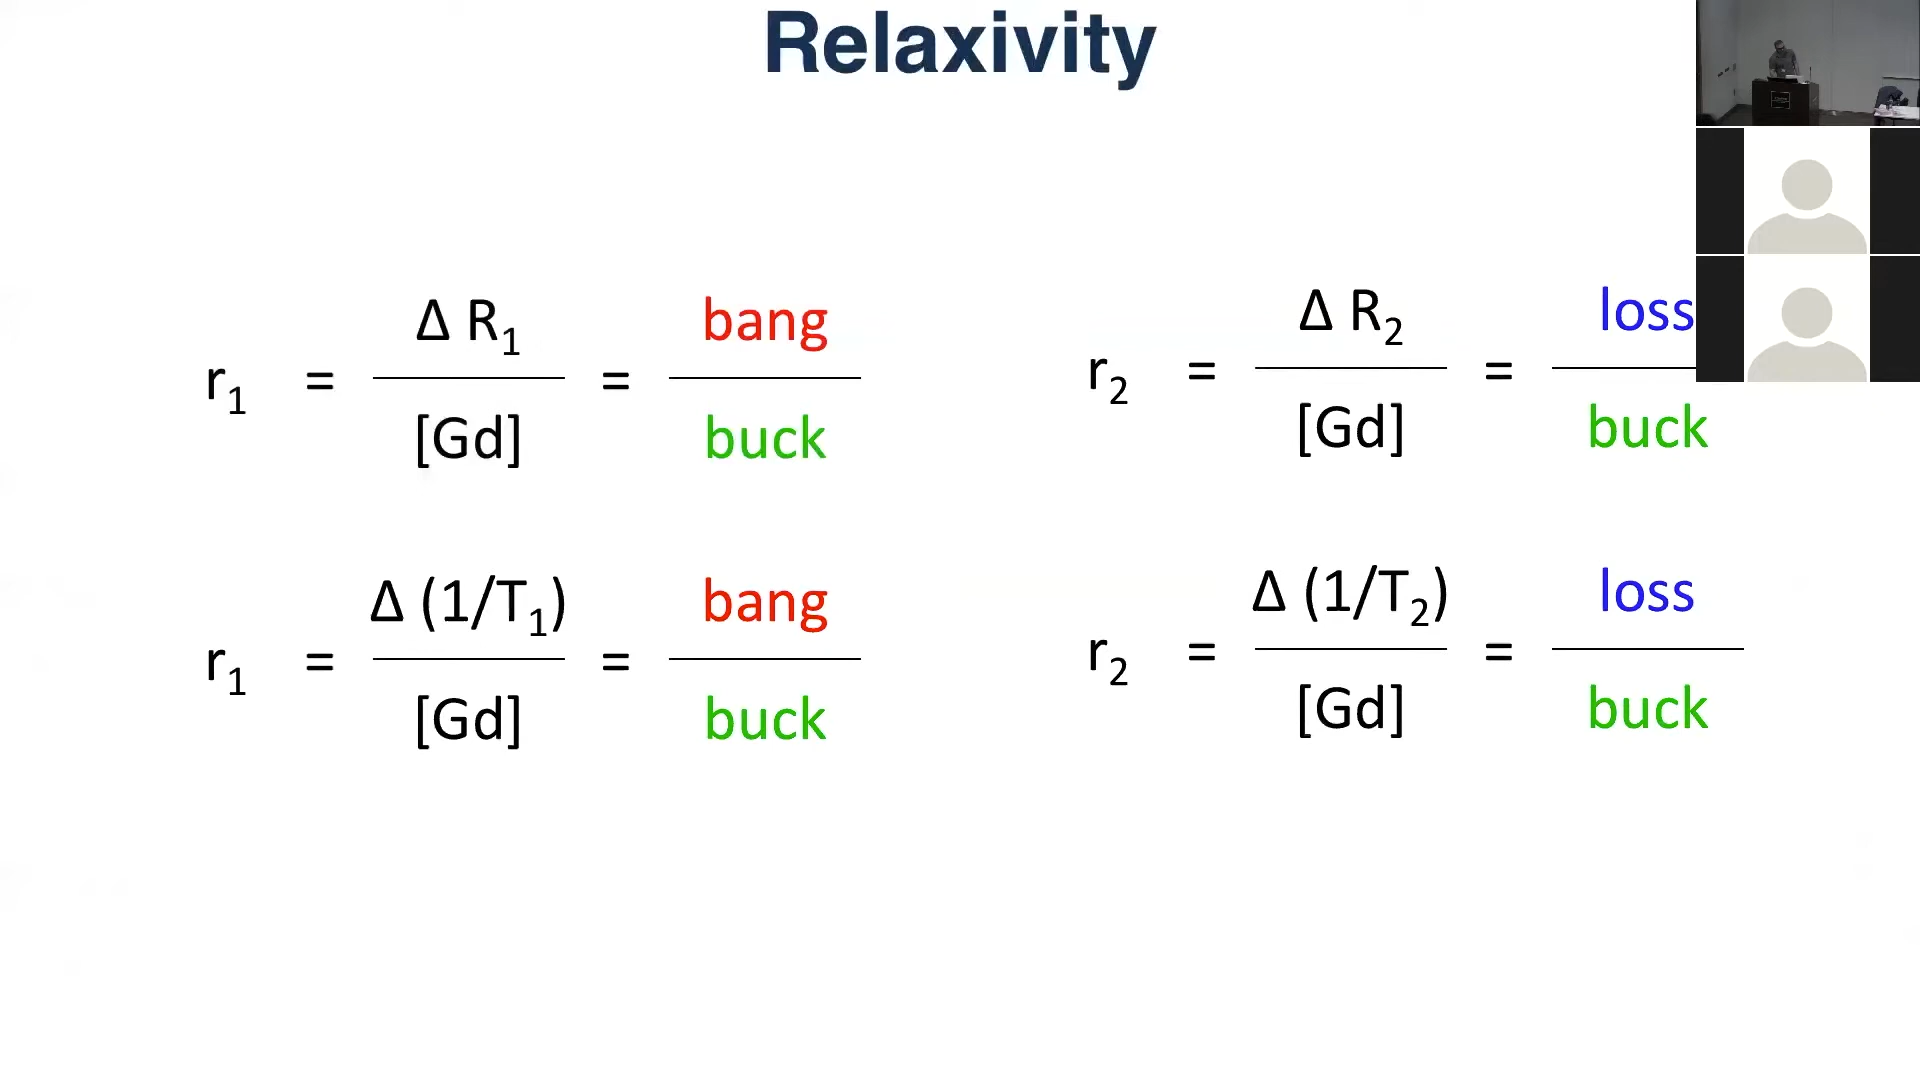 Relaxivity
r₁ = Δ R₁ / [Gd] = bang / buck
r₂ = Δ R₂ / [Gd] = loss / buck
r₁ = Δ (1/T₁) / [Gd] = bang / buck
r₂ = Δ (1/T₂) / [Gd] = loss / buck